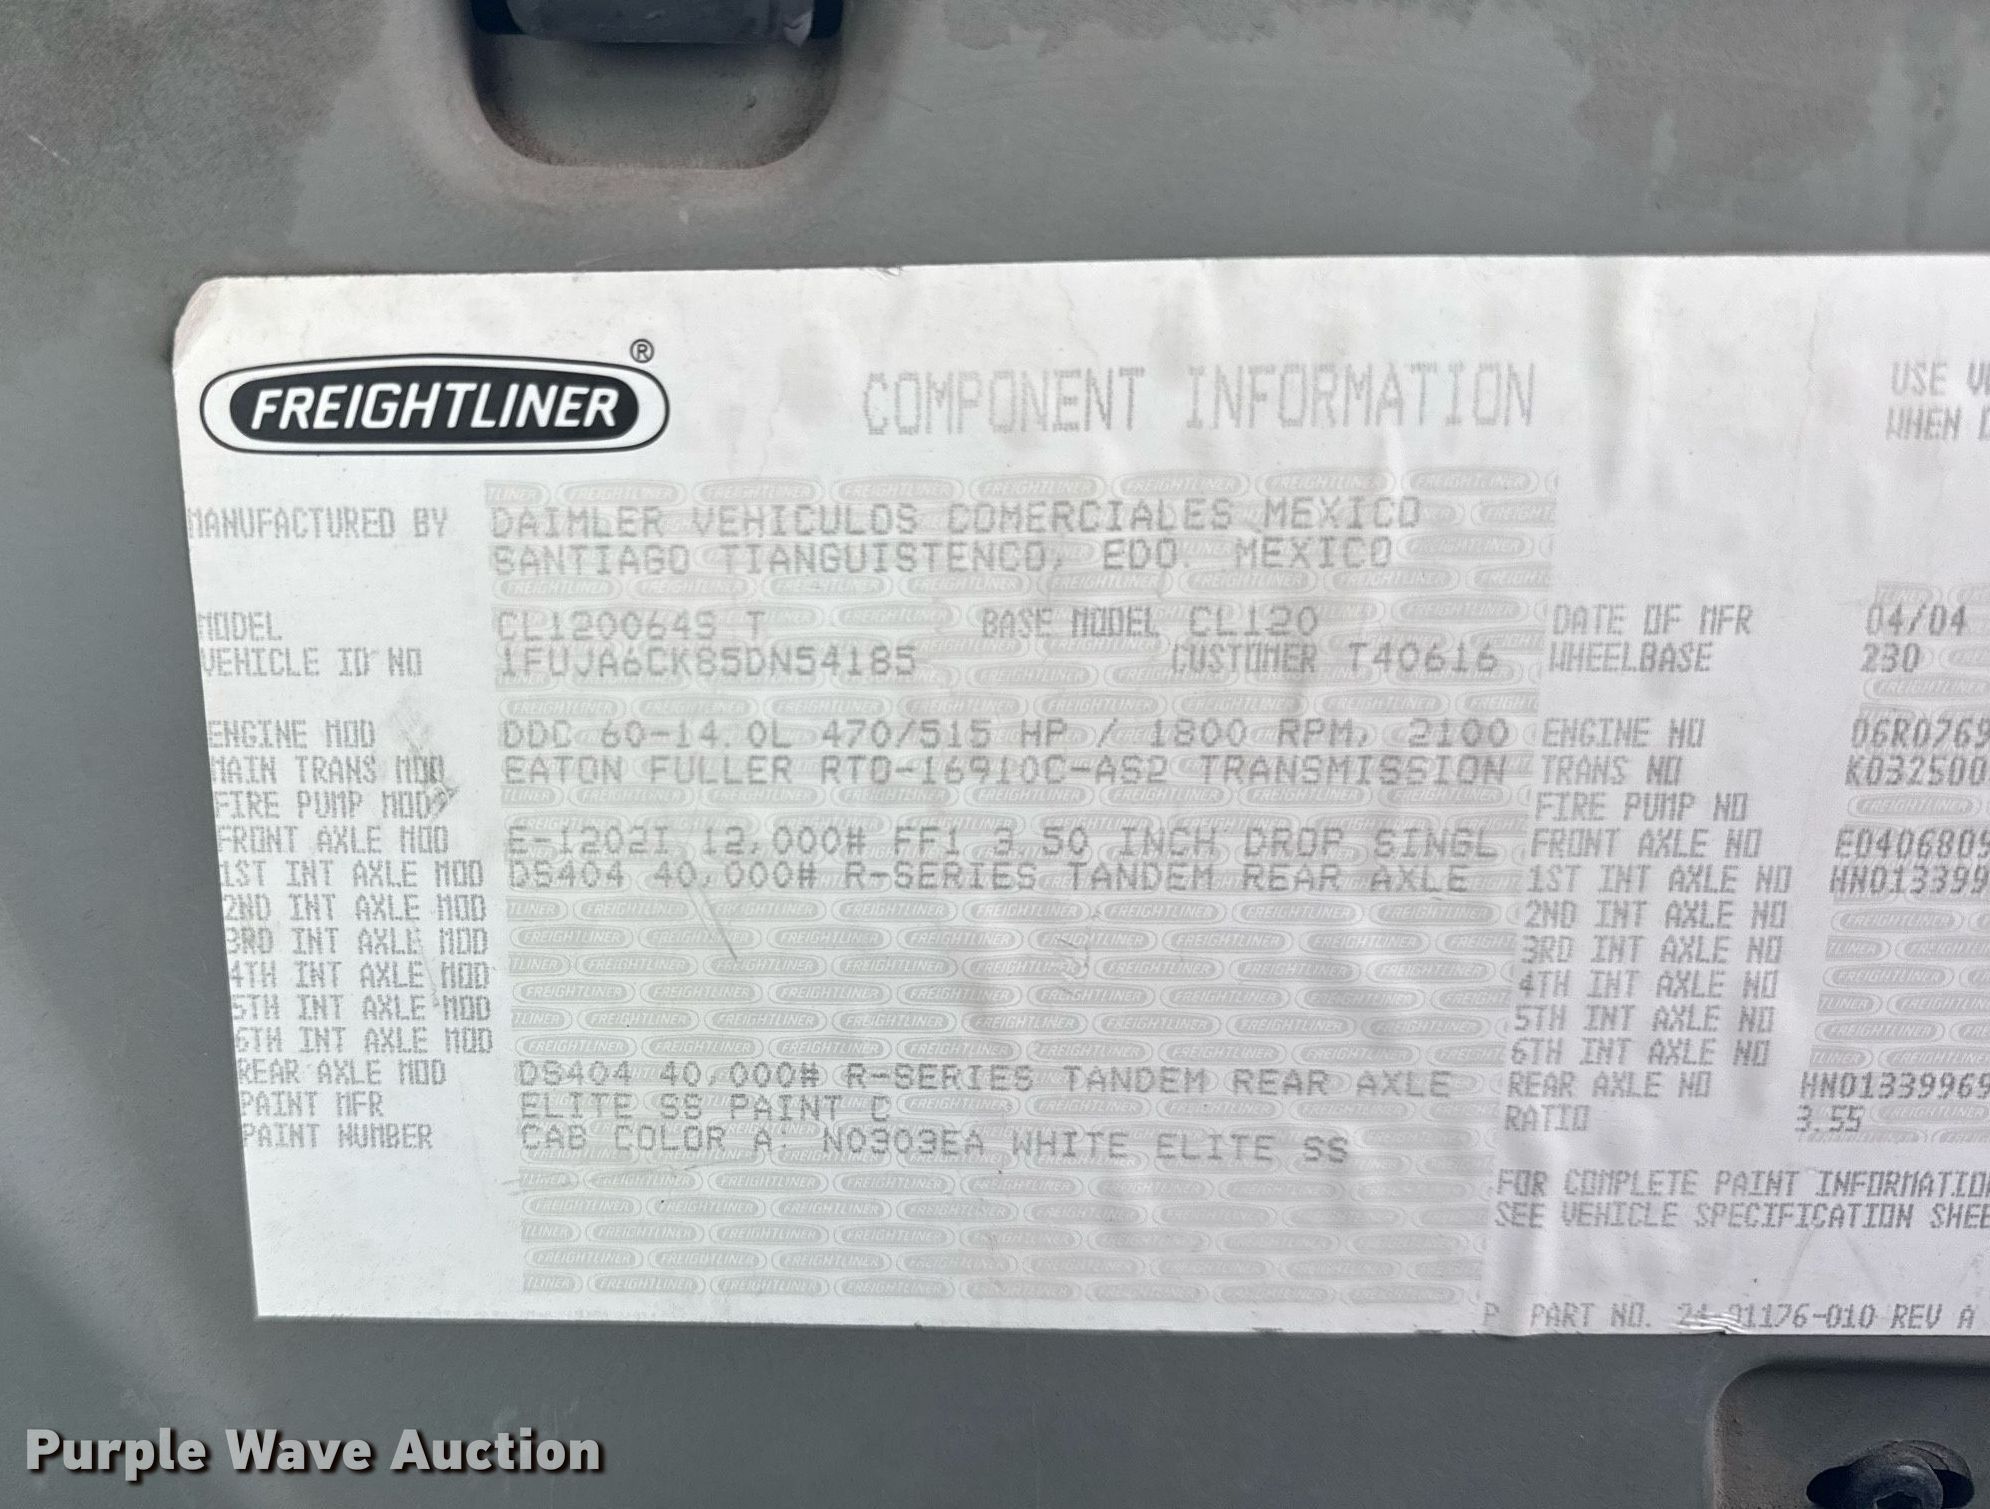 FREIGHTLINER ®
COMPONENT INFORMATION
USE
WHEN
MANUFACTURED BY DAIMLER VEHICULOS COMERCIALES MEXICO
SANTIAGO TIANGUISTENCO, EDO. MEXICO
MODEL CL120064S T BASE MODEL CL120 DATE OF MFR 04/04
VEHICLE ID NO 1FUJA6CK85DN54185 CUSTOMER T40616 WHEELBASE 230
ENGINE MOD DDC 60-14.0L 470/515 HP / 1800 RPM, 2100 ENGINE NO 06R0769
MAIN TRANS MOD EATON FULLER RTO-16910C-AS2 TRANSMISSION TRANS NO K032500
FIRE PUMP MOD FIRE PUMP NO
FRONT AXLE MOD E-1202I 12,000# FF1 3.50 INCH DROP SINGL FRONT AXLE NO E0406809
1ST INT AXLE MOD DS404 40,000# R-SERIES TANDEM REAR AXLE 1ST INT AXLE NO HN013399
2ND INT AXLE MOD 2ND INT AXLE NO
3RD INT AXLE MOD 3RD INT AXLE NO
4TH INT AXLE MOD 4TH INT AXLE NO
5TH INT AXLE MOD 5TH INT AXLE NO
6TH INT AXLE MOD 6TH INT AXLE NO
REAR AXLE MOD DS404 40,000# R-SERIES TANDEM REAR AXLE REAR AXLE NO HN01339969
PAINT MFR ELITE SS PAINT C RATIO 3.55
PAINT NUMBER CAB COLOR A: N0303EA WHITE ELITE SS
FOR COMPLETE PAINT INFORMATION
SEE VEHICLE SPECIFICATION SHEE
P PART NO. 24-01176-010 REV A
Purple Wave Auction